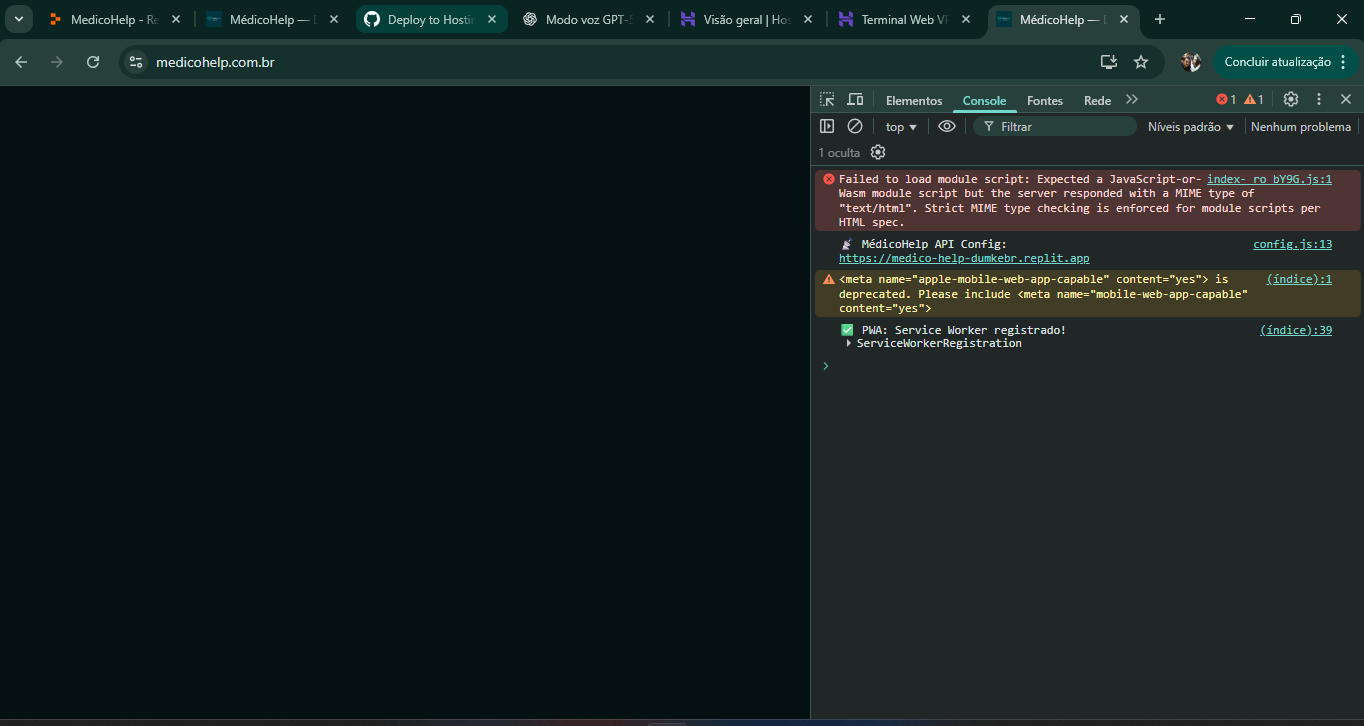 MedicoHelp - Re
MédicoHelp —
Deploy to Hostin
Modo voz GPT-5
Visão geral | Hos
Terminal Web VP
MédicoHelp —
medicohelp.com.br
Concluir atualização
Elementos
Console
Fontes
Rede
1
1
top
Filtrar
Níveis padrão
Nenhum problema
1 oculta
Failed to load module script: Expected a JavaScript-or- index-_ro_bY9G.js:1
Wasm module script but the server responded with a MIME type of
"text/html". Strict MIME type checking is enforced for module scripts per
HTML spec.
MédicoHelp API Config: config.js:13
https://medico-help-dumkebr.replit.app
<meta name="apple-mobile-web-app-capable" content="yes"> is (índice):1
deprecated. Please include <meta name="mobile-web-app-capable"
content="yes">
PWA: Service Worker registrado! (índice):39
ServiceWorkerRegistration